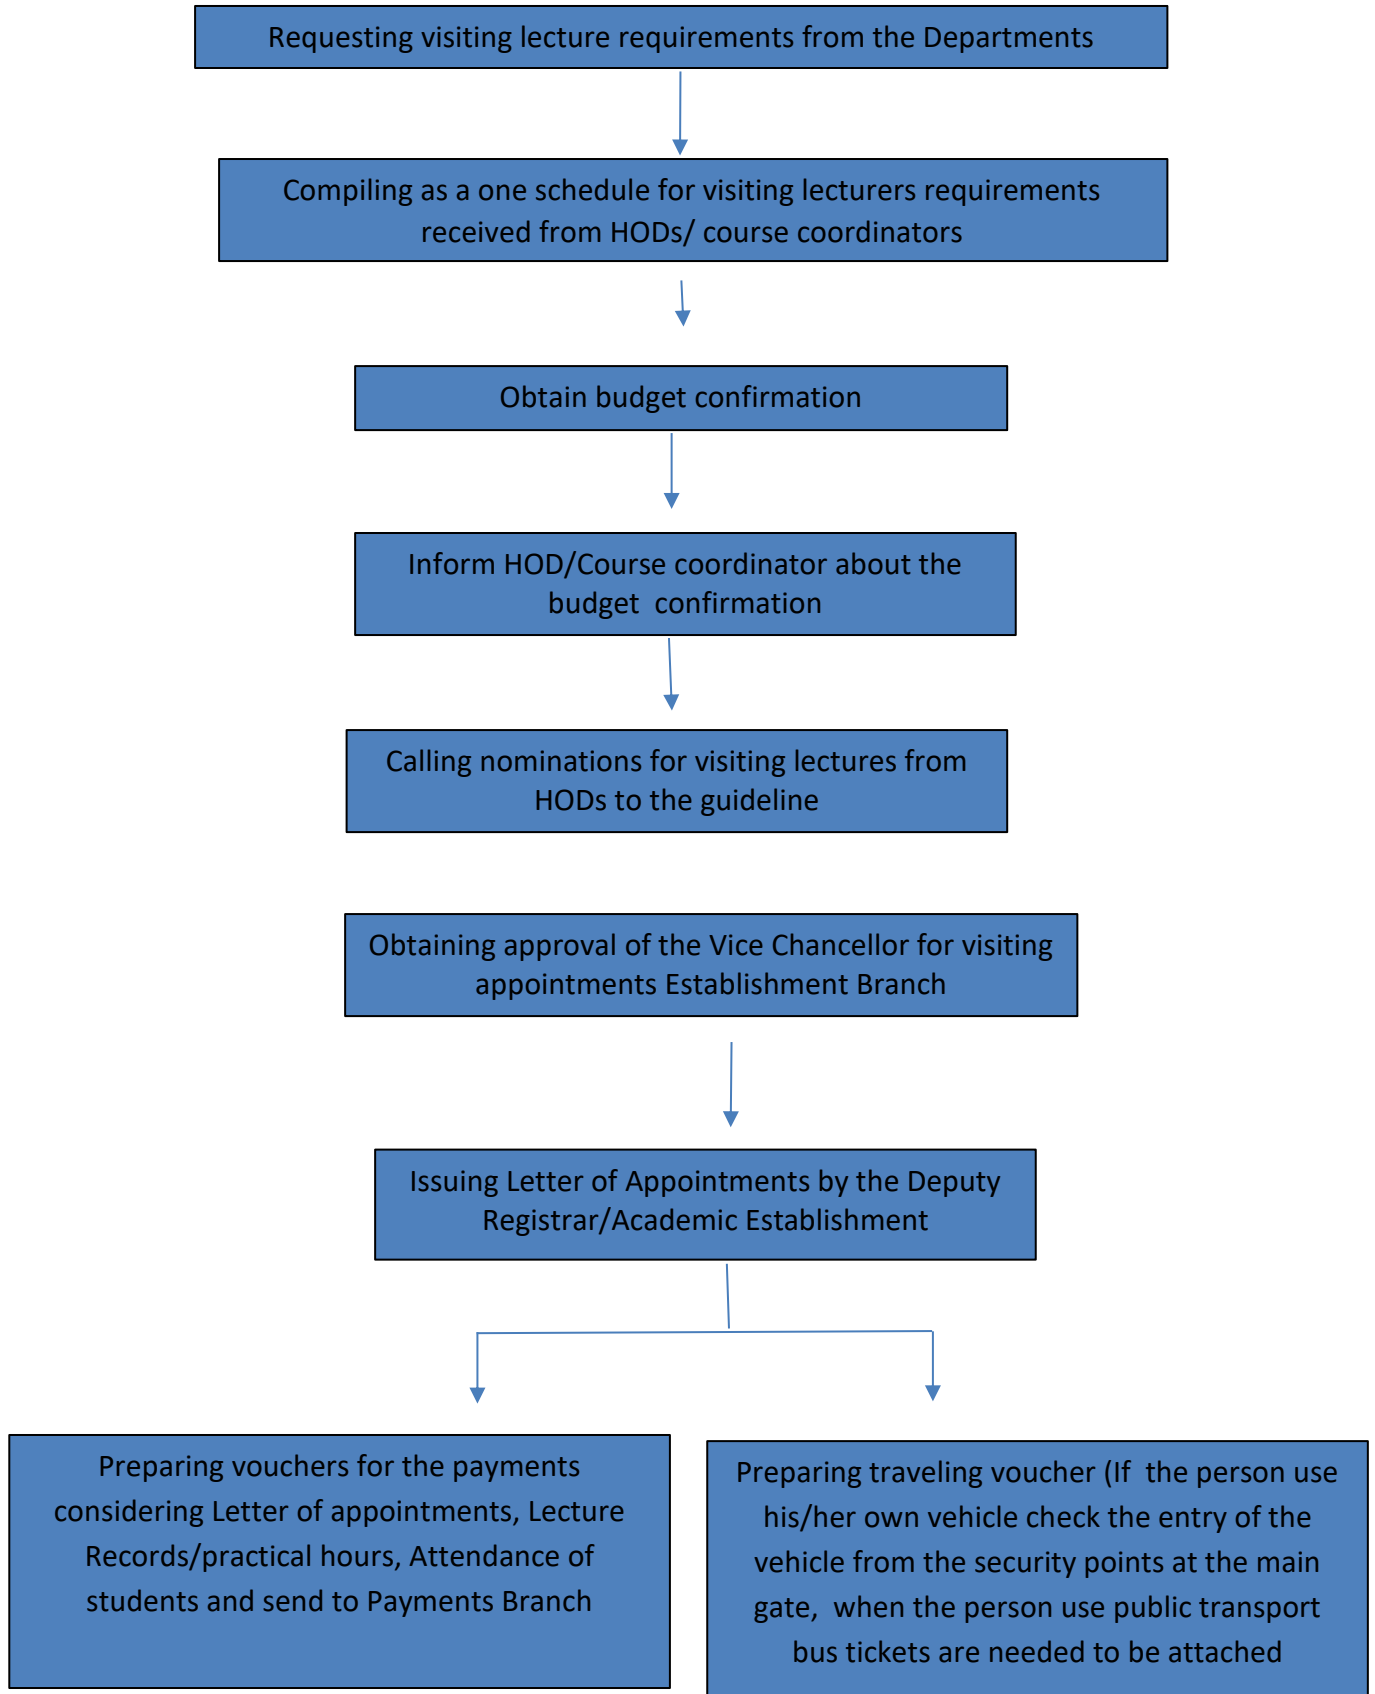 Requesting visiting lecture requirements from the Departments
Compiling as a one schedule for visiting lecturers requirements
received from HODs/ course coordinators
Obtain budget confirmation
Inform HOD/Course coordinator about the
budget  confirmation
Calling nominations for visiting lectures from
HODs to the guideline
Obtaining approval of the Vice Chancellor for visiting
appointments Establishment Branch
Issuing Letter of Appointments by the Deputy
Registrar/Academic Establishment
Preparing vouchers for the payments
considering Letter of appointments, Lecture
Records/practical hours, Attendance of
students and send to Payments Branch
Preparing traveling voucher (If  the person use
his/her own vehicle check the entry of the
vehicle from the security points at the main
gate,  when the person use public transport
bus tickets are needed to be attached